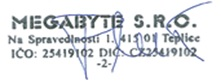 MEGABYTE S.R.O.
Na Spravedlnosti 1, 415 01 Teplice
IČO: 25419102 DIČ: CZ25419102
-2-